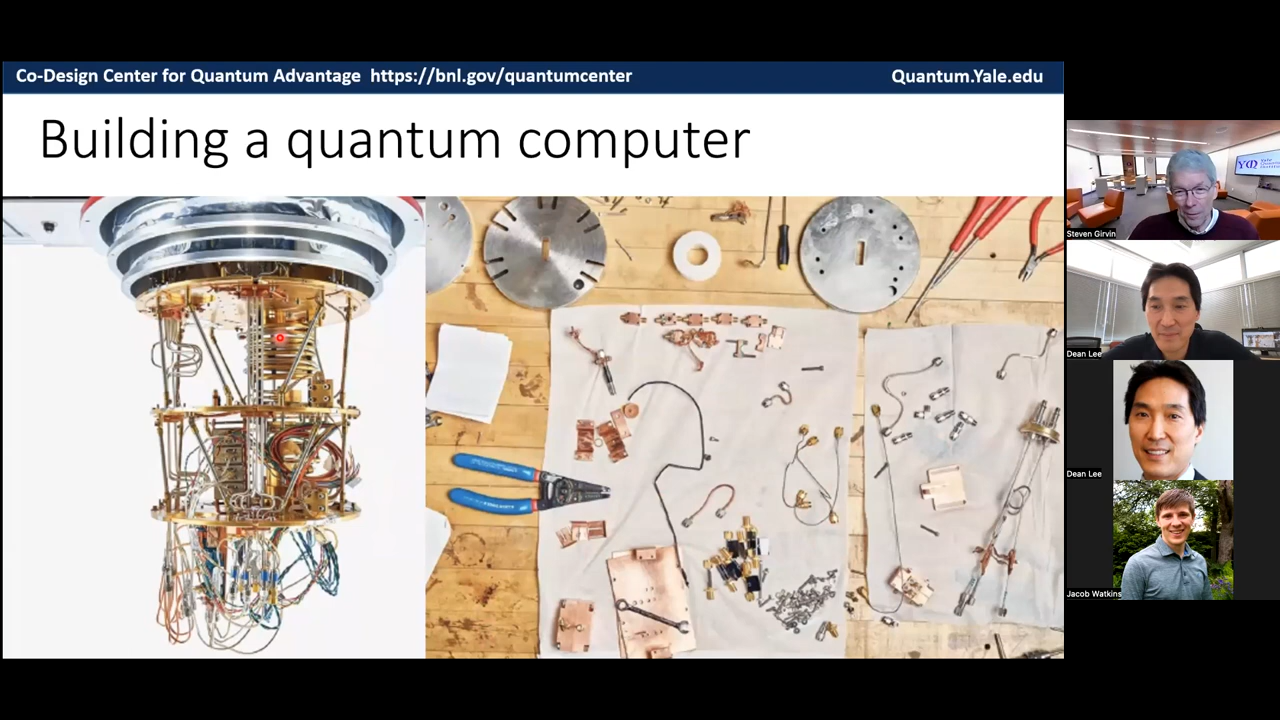 Co-Design Center for Quantum Advantage https://bnl.gov/quantumcenter
Quantum.Yale.edu
Building a quantum computer
Steven Girvin
Dean Lee
Dean Lee
Jacob Watkins